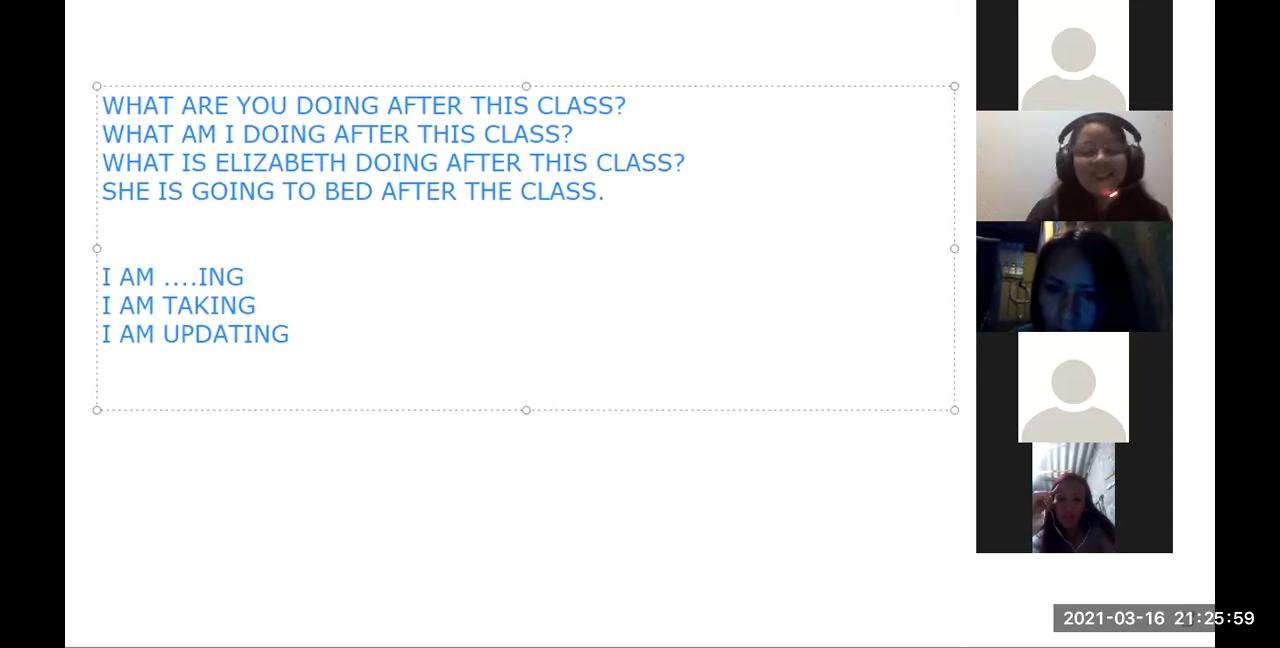 WHAT ARE YOU DOING AFTER THIS CLASS?
WHAT AM I DOING AFTER THIS CLASS?
WHAT IS ELIZABETH DOING AFTER THIS CLASS?
SHE IS GOING TO BED AFTER THE CLASS.
I AM ....ING
I AM TAKING
I AM UPDATING
2021-03-16 21:25:59